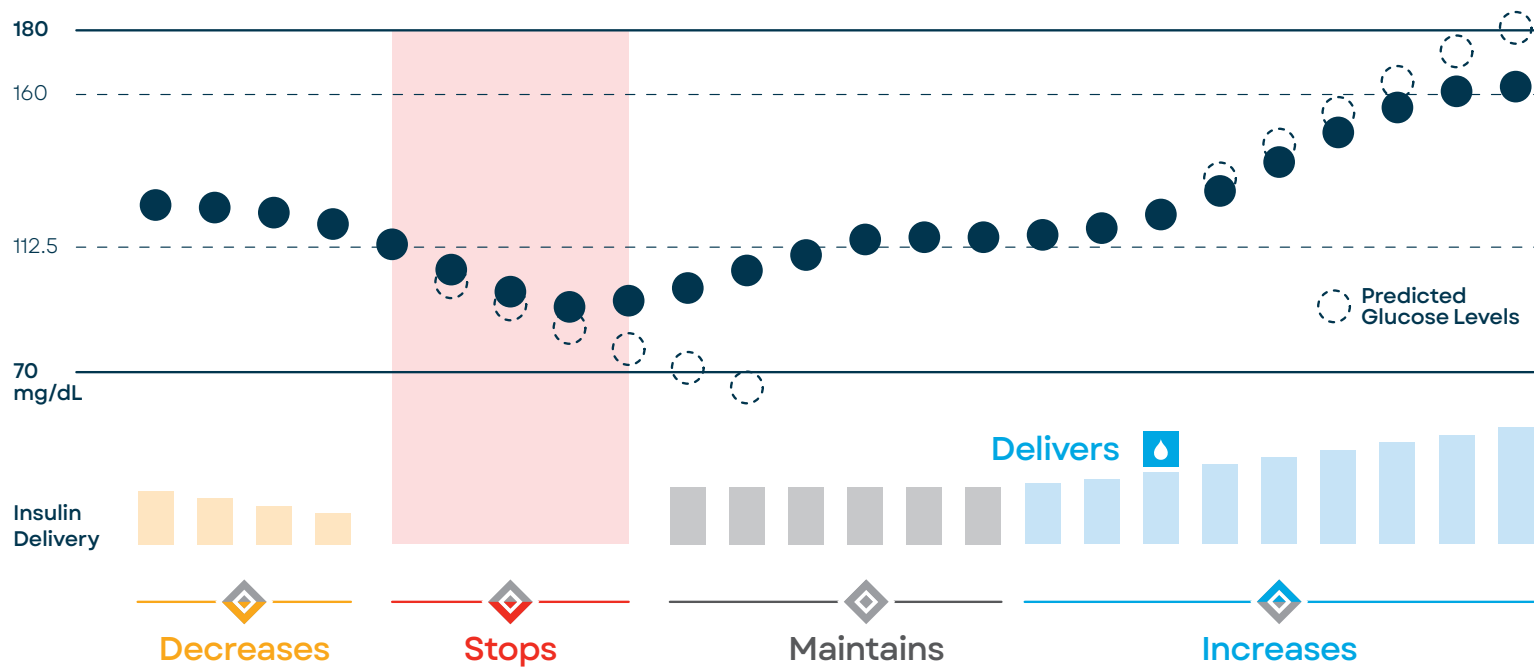 180
160
112.5
Predicted
Glucose Levels
70
mg/dL
Delivers
Insulin
Delivery
Decreases
Stops
Maintains
Increases